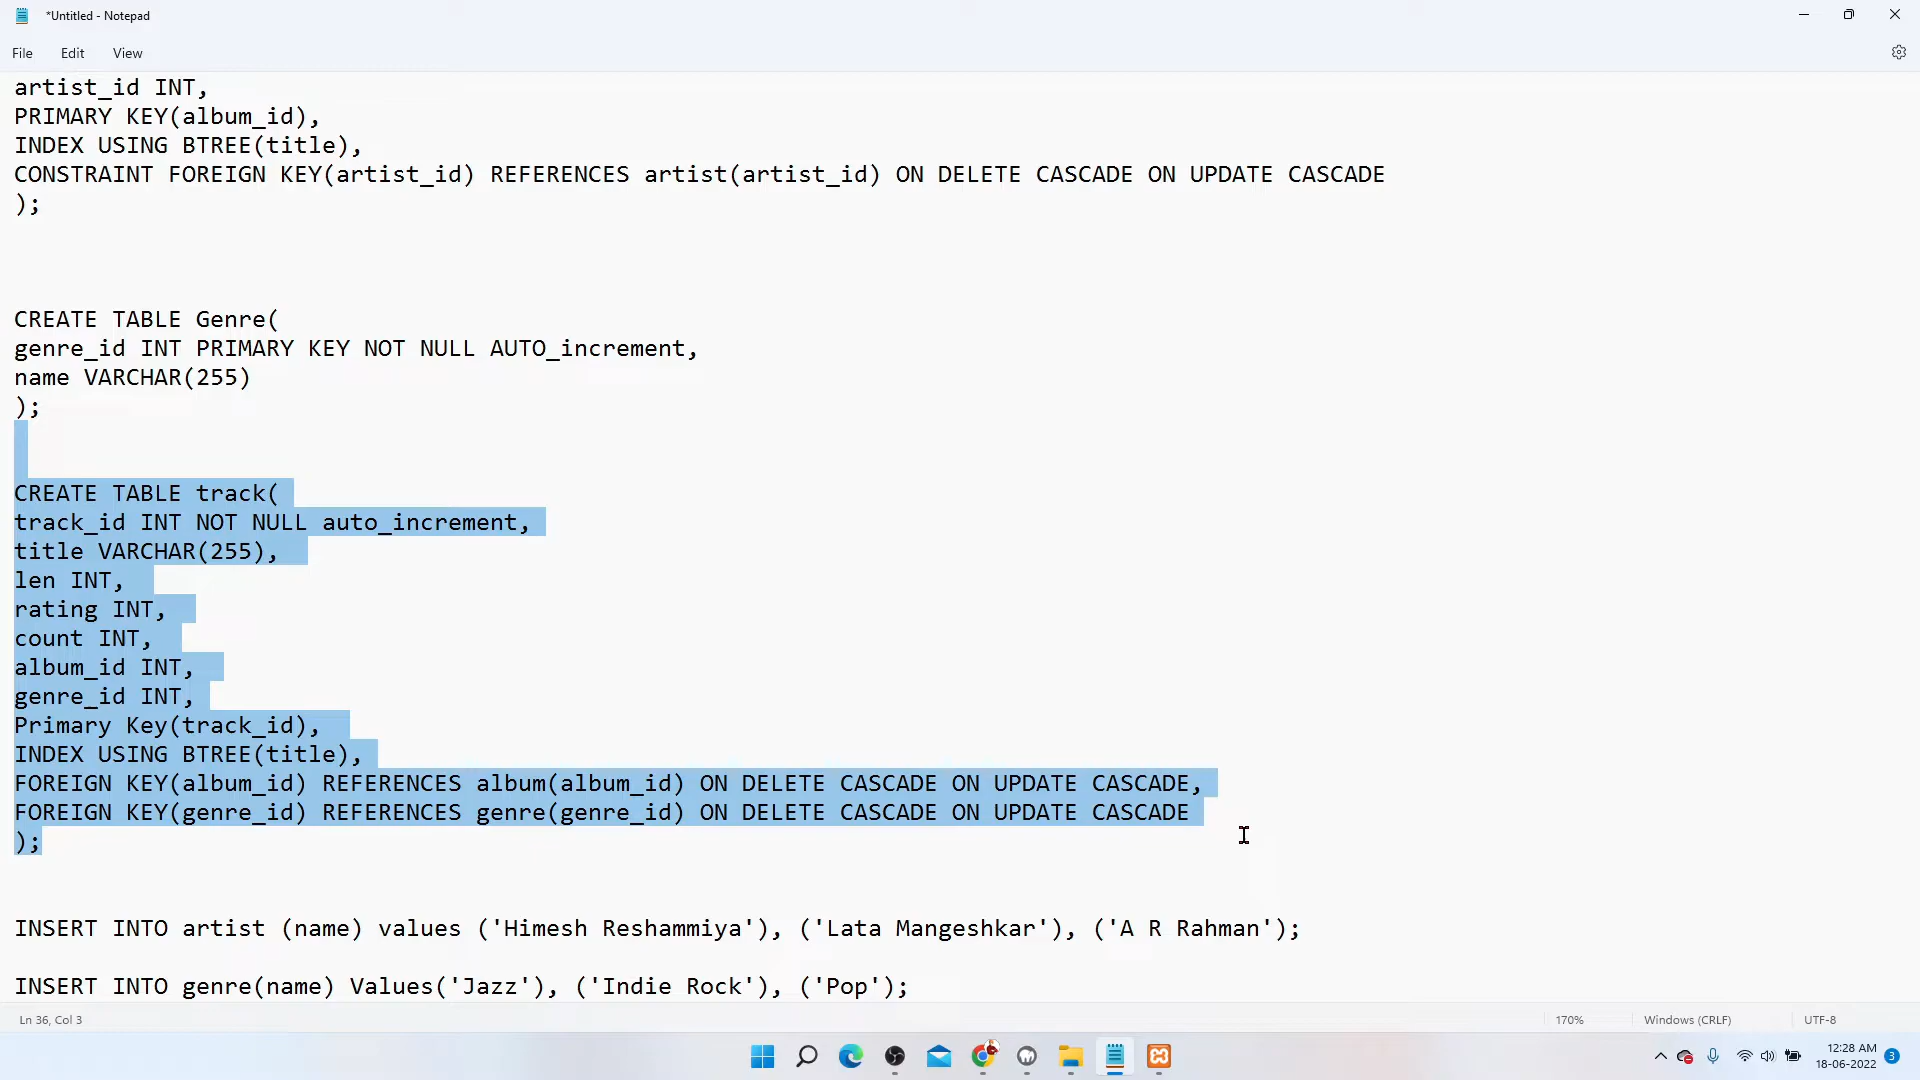 *Untitled - Notepad
File Edit View
artist_id INT,
PRIMARY KEY(album_id),
INDEX USING BTREE(title),
CONSTRAINT FOREIGN KEY(artist_id) REFERENCES artist(artist_id) ON DELETE CASCADE ON UPDATE CASCADE
);
CREATE TABLE Genre(
genre_id INT PRIMARY KEY NOT NULL AUTO_increment,
name VARCHAR(255)
);
CREATE TABLE track(
track_id INT NOT NULL auto_increment,
title VARCHAR(255),
len INT,
rating INT,
count INT,
album_id INT,
genre_id INT,
Primary Key(track_id),
INDEX USING BTREE(title),
FOREIGN KEY(album_id) REFERENCES album(album_id) ON DELETE CASCADE ON UPDATE CASCADE,
FOREIGN KEY(genre_id) REFERENCES genre(genre_id) ON DELETE CASCADE ON UPDATE CASCADE
);
INSERT INTO artist (name) values ('Himesh Reshammiya'), ('Lata Mangeshkar'), ('A R Rahman');
INSERT INTO genre(name) Values('Jazz'), ('Indie Rock'), ('Pop');
Ln 36, Col 3 170% Windows (CRLF) UTF-8
12:28 AM
18-06-2022
3